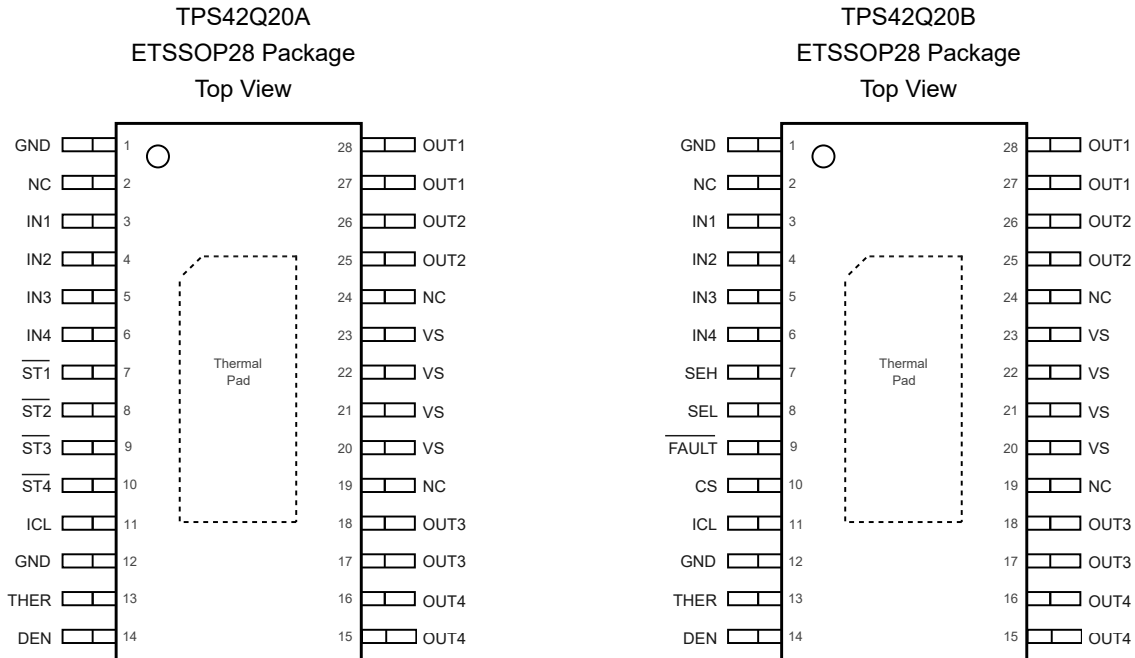 TPS42Q20A
ETSSOP28 Package
Top View
GND 1 28 OUT1
NC 2 27 OUT1
IN1 3 26 OUT2
IN2 4 25 OUT2
IN3 5 24 NC
IN4 6 23 VS
S̅T̅1̅ 7 22 VS
S̅T̅2̅ 8 21 VS
S̅T̅3̅ 9 20 VS
S̅T̅4̅ 10 19 NC
ICL 11 18 OUT3
GND 12 17 OUT3
THER 13 16 OUT4
DEN 14 15 OUT4
Thermal
Pad
TPS42Q20B
ETSSOP28 Package
Top View
GND 1 28 OUT1
NC 2 27 OUT1
IN1 3 26 OUT2
IN2 4 25 OUT2
IN3 5 24 NC
IN4 6 23 VS
SEH 7 22 VS
SEL 8 21 VS
F̅A̅U̅L̅T̅ 9 20 VS
CS 10 19 NC
ICL 11 18 OUT3
GND 12 17 OUT3
THER 13 16 OUT4
DEN 14 15 OUT4
Thermal
Pad